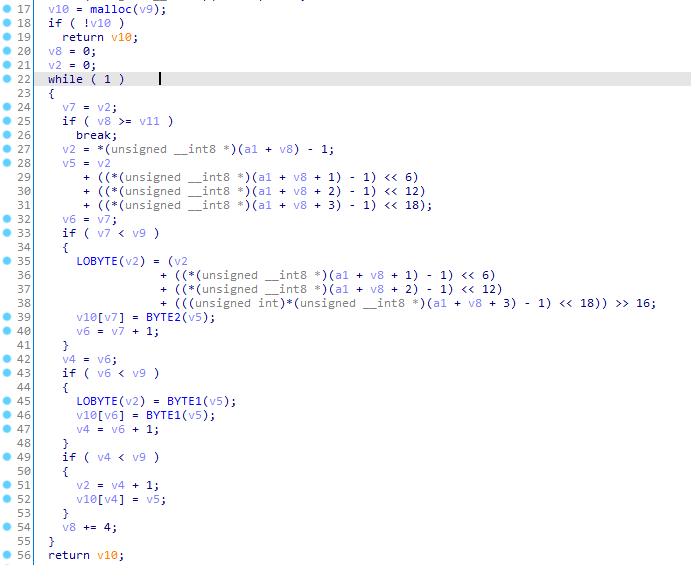 17 v10 = malloc(v9);
18 if ( !v10 )
19 return v10;
20 v8 = 0;
21 v2 = 0;
22 while ( 1 )
23 {
24 v7 = v2;
25 if ( v8 >= v11 )
26 break;
27 v2 = *(unsigned __int8 *)(a1 + v8) - 1;
28 v5 = v2
29 + ((*(unsigned __int8 *)(a1 + v8 + 1) - 1) << 6)
30 + ((*(unsigned __int8 *)(a1 + v8 + 2) - 1) << 12)
31 + ((*(unsigned __int8 *)(a1 + v8 + 3) - 1) << 18);
32 v6 = v7;
33 if ( v7 < v9 )
34 {
35 LOBYTE(v2) = (v2
36 + ((*(unsigned __int8 *)(a1 + v8 + 1) - 1) << 6)
37 + ((*(unsigned __int8 *)(a1 + v8 + 2) - 1) << 12)
38 + (((unsigned int)*(unsigned __int8 *)(a1 + v8 + 3) - 1) << 18)) >> 16;
39 v10[v7] = BYTE2(v5);
40 v6 = v7 + 1;
41 }
42 v4 = v6;
43 if ( v6 < v9 )
44 {
45 LOBYTE(v2) = BYTE1(v5);
46 v10[v6] = BYTE1(v5);
47 v4 = v6 + 1;
48 }
49 if ( v4 < v9 )
50 {
51 v2 = v4 + 1;
52 v10[v4] = v5;
53 }
54 v8 += 4;
55 }
56 return v10;